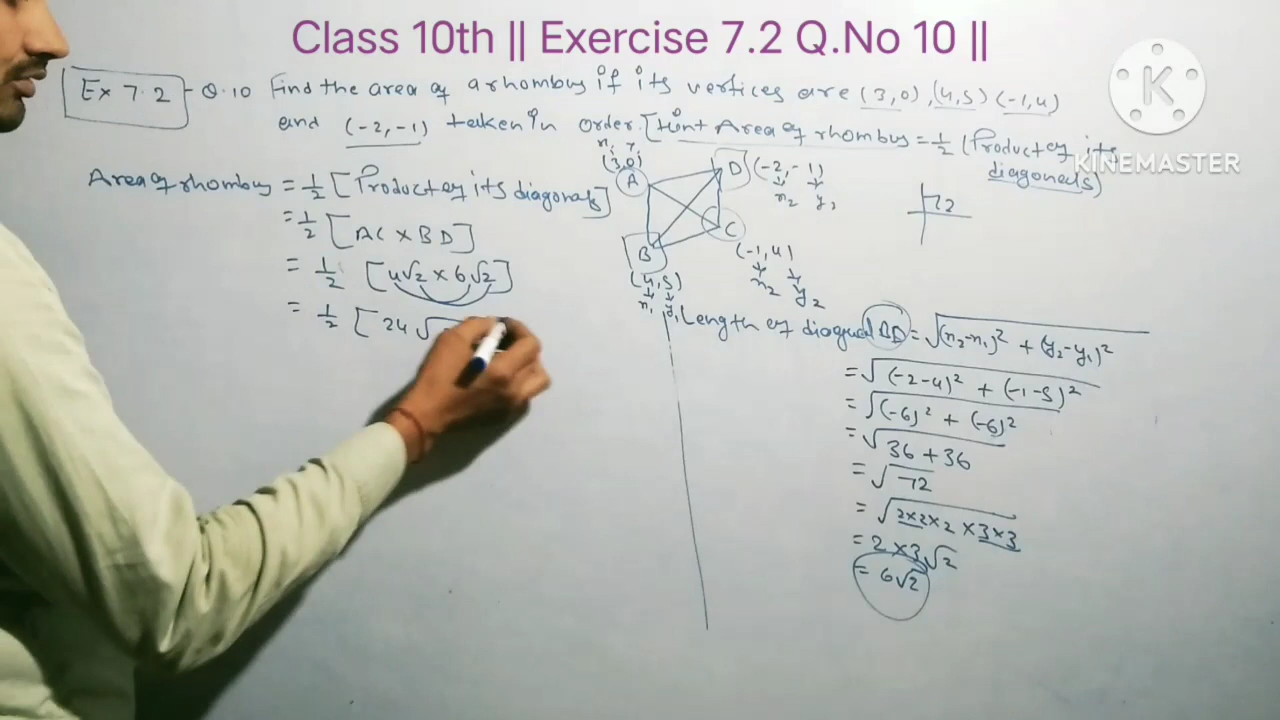 Class 10th || Exercise 7.2 Q.No 10 ||
Ex 7.2 - Q.10 Find the area of a rhombus if its vertices are (3,0), (4,5) (-1,4)
and (-2,-1) taken in order. [Hint Area of rhombus = 1/2 (Product of its diagonals)
K
KINEMASTER
Area of rhombus = 1/2 [Product of its diagonals]
= 1/2 [AC × BD]
= 1/2 [4√2 × 6√2]
= 1/2 [24√
x1 y1
(3,0)
A
D (-2,-1)
x2 y2
B
C
(4,5)
x1 y1
(-1,4)
x2 y2
Length of diagonal BD = √(x2-x1)² + (y2-y1)²
= √(-2-4)² + (-1-5)²
= √(-6)² + (-6)²
= √36+36
= √72
= √2×2×2×3×3
= 2×3√2
= 6√2